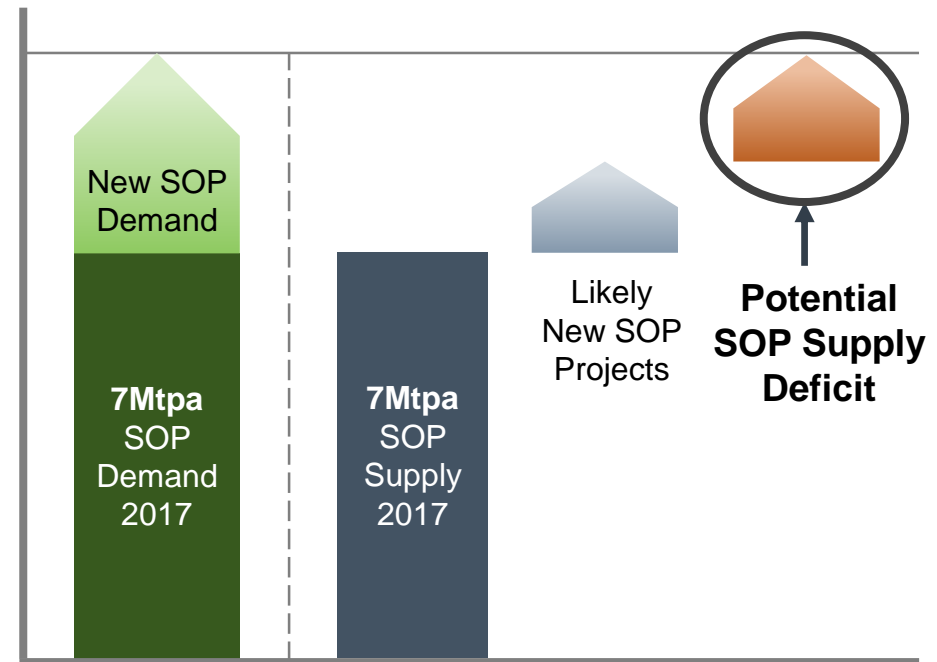 New SOP
Demand
7Mtpa
SOP
Demand
2017
7Mtpa
SOP
Supply
2017
Likely
New SOP
Projects
Potential
SOP Supply
Deficit